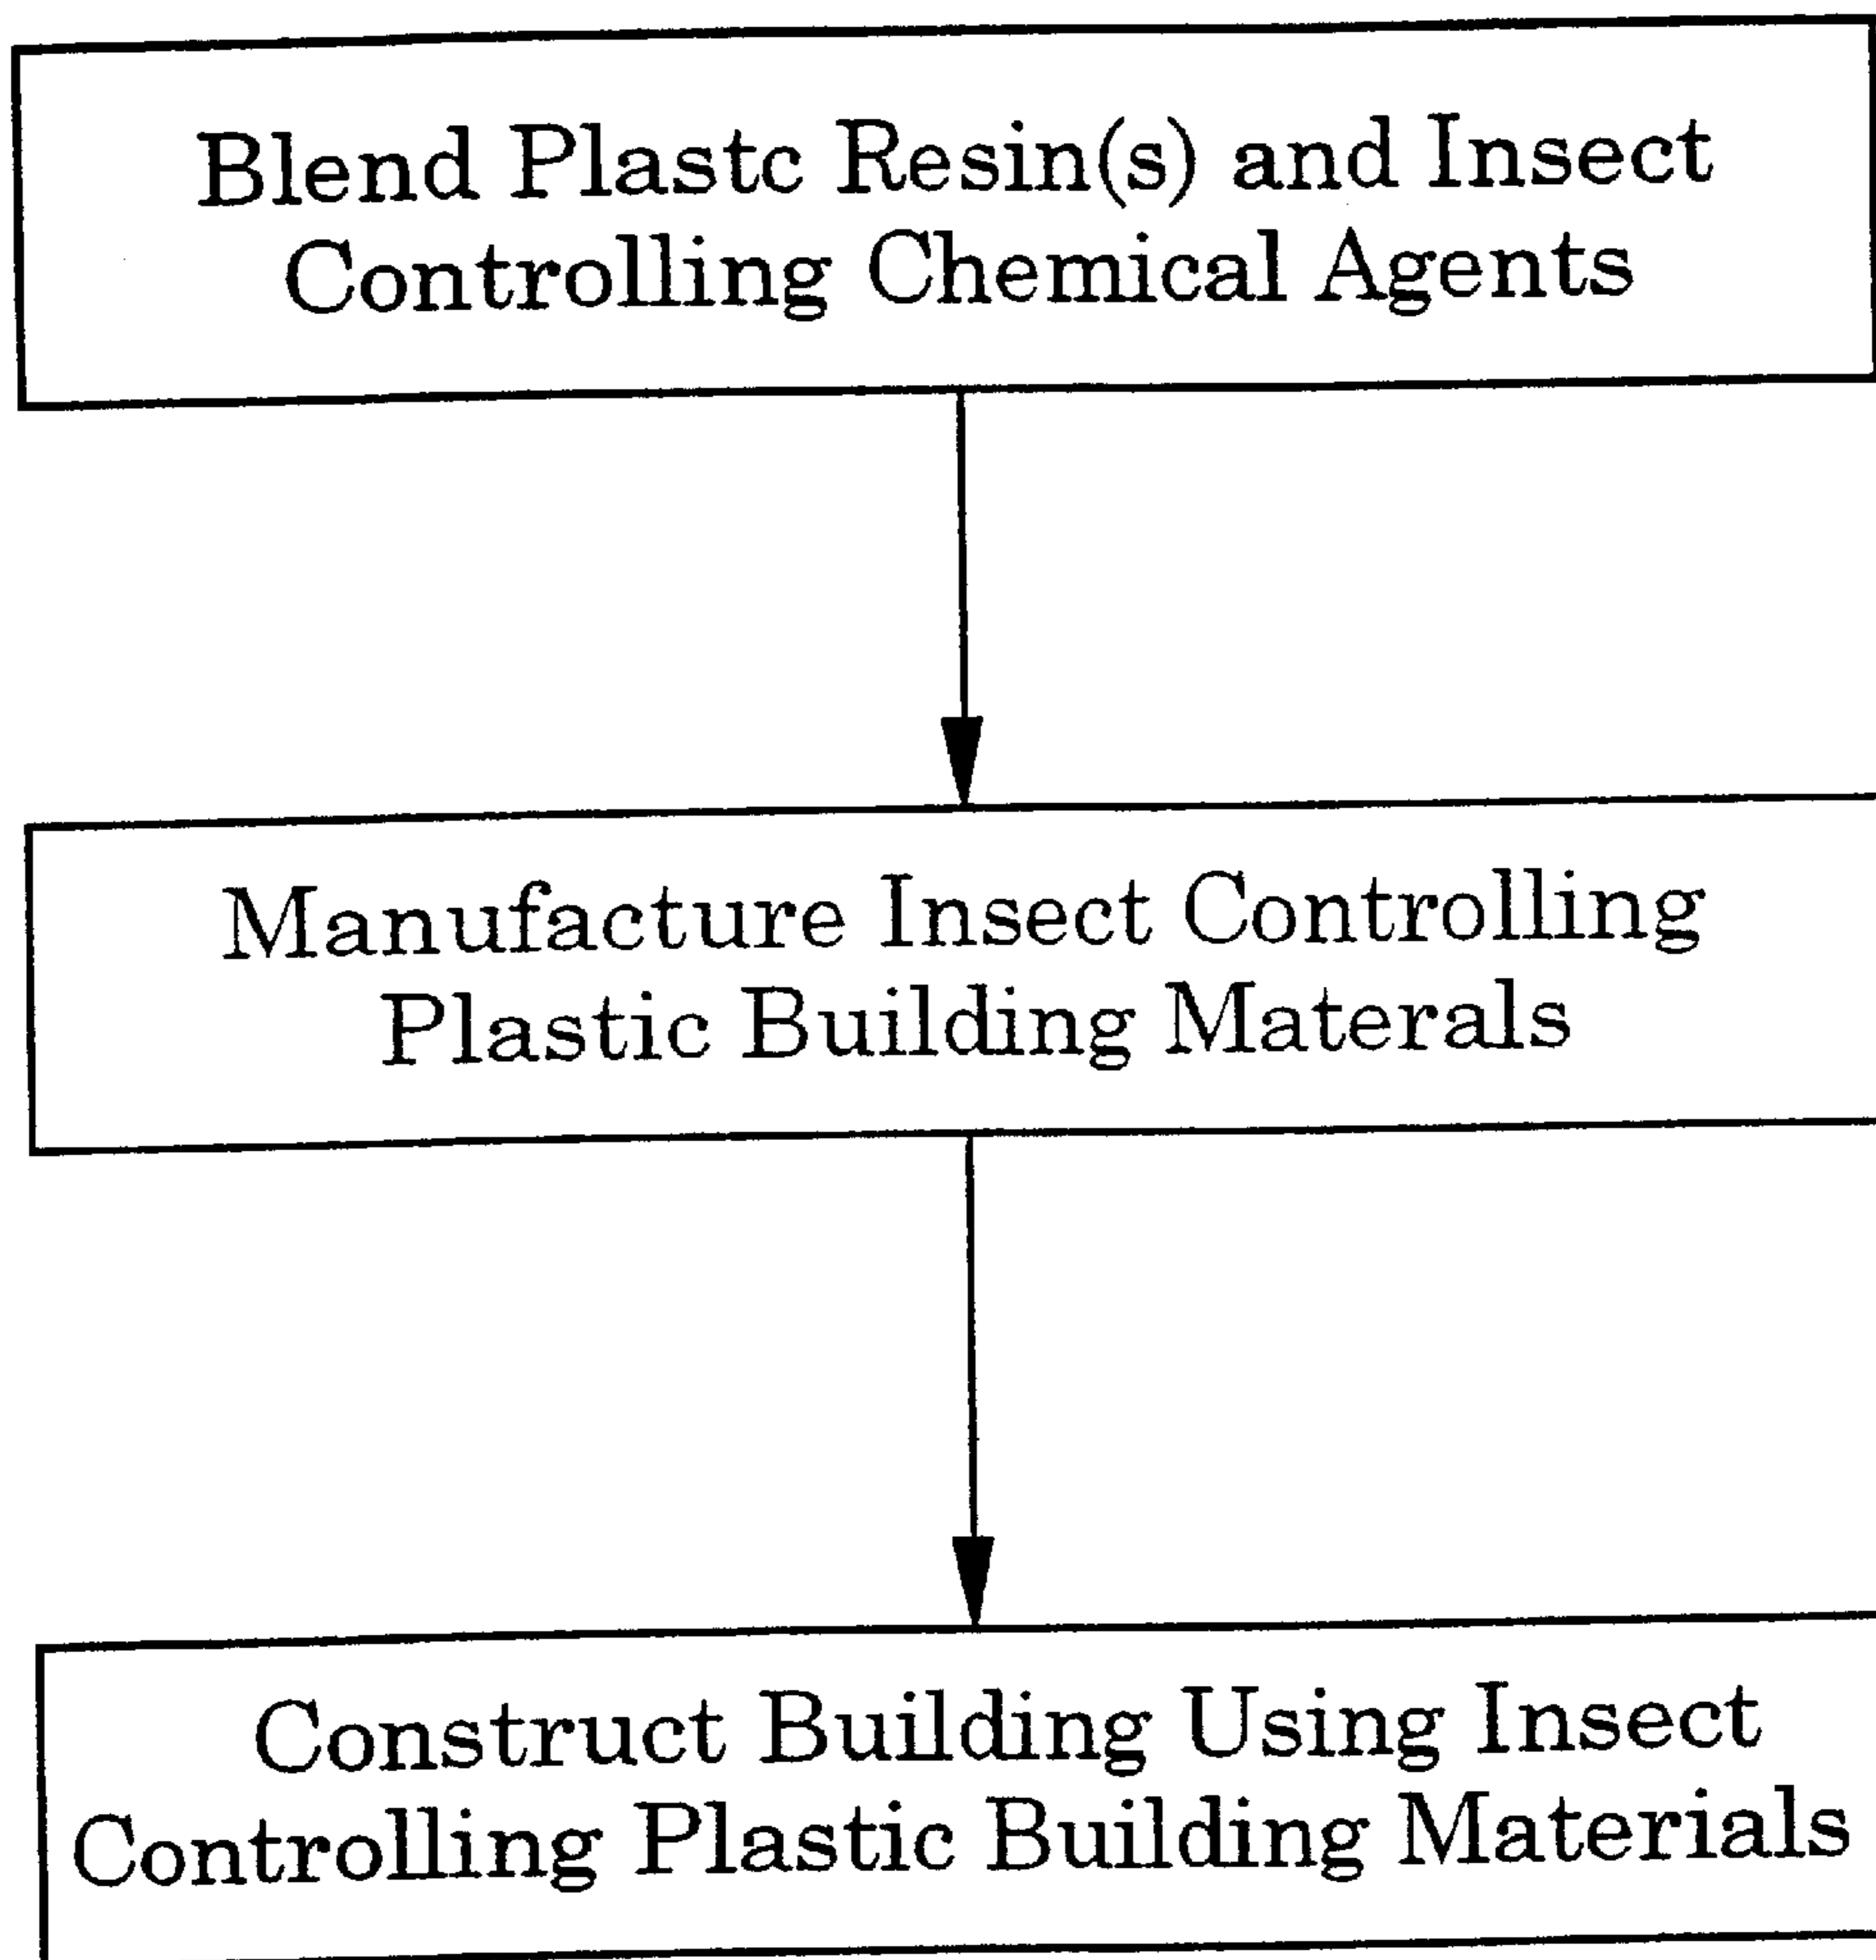 Blend Plastc Resin(s) and Insect
Controlling Chemical Agents
Manufacture Insect Controlling
Plastic Building Materals
Construct Building Using Insect
Controlling Plastic Building Materials